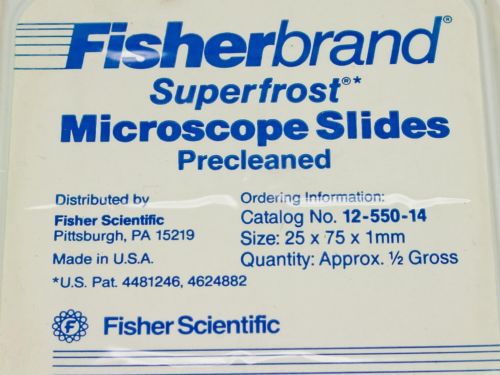 Fisherbrand®
Superfrost®*
Microscope Slides
Precleaned
Distributed by
Fisher Scientific
Pittsburgh, PA 15219
Made in U.S.A.
*U.S. Pat. 4481246, 4624882
Ordering Information:
Catalog No. 12-550-14
Size: 25 x 75 x 1mm
Quantity: Approx. ½ Gross
Fisher Scientific